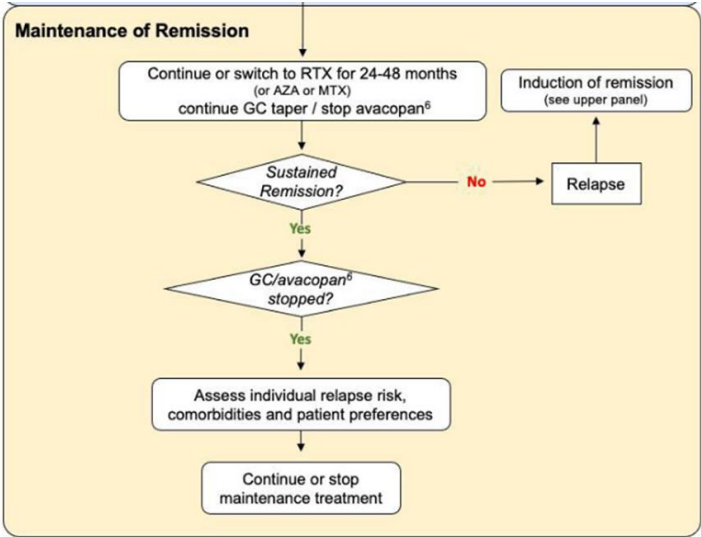 Maintenance of Remission
Continue or switch to RTX for 24-48 months
(or AZA or MTX)
continue GC taper / stop avacopan⁶
Induction of remission
(see upper panel)
Sustained
Remission?
No
Relapse
Yes
GC/avacopan⁶
stopped?
Yes
Assess individual relapse risk,
comorbidities and patient preferences
Continue or stop
maintenance treatment